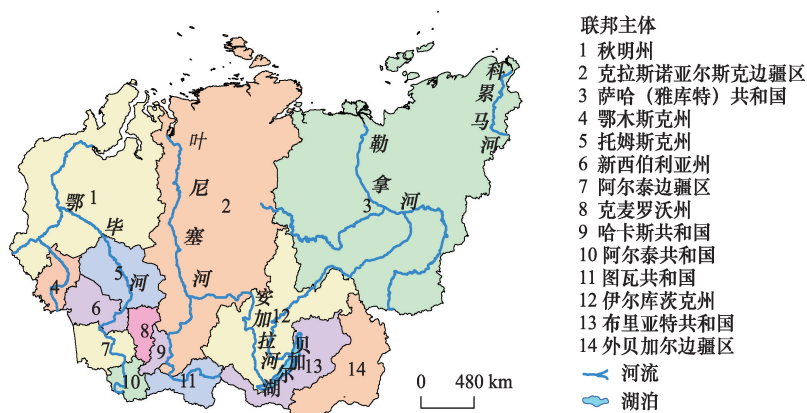 联邦主体
1 秋明州
2 克拉斯诺亚尔斯克边疆区
3 萨哈（雅库特）共和国
4 鄂木斯克州
5 托姆斯克州
6 新西伯利亚州
7 阿尔泰边疆区
8 克麦罗沃州
9 哈卡斯共和国
10 阿尔泰共和国
11 图瓦共和国
12 伊尔库茨克州
13 布里亚特共和国
14 外贝加尔边疆区
河流
湖泊
科累马河
叶尼塞河
勒拿河
鄂毕河
安加拉河
贝加尔湖
1
2
3
4
5
6
7
8
9
10
11
12
13
14
0 480 km